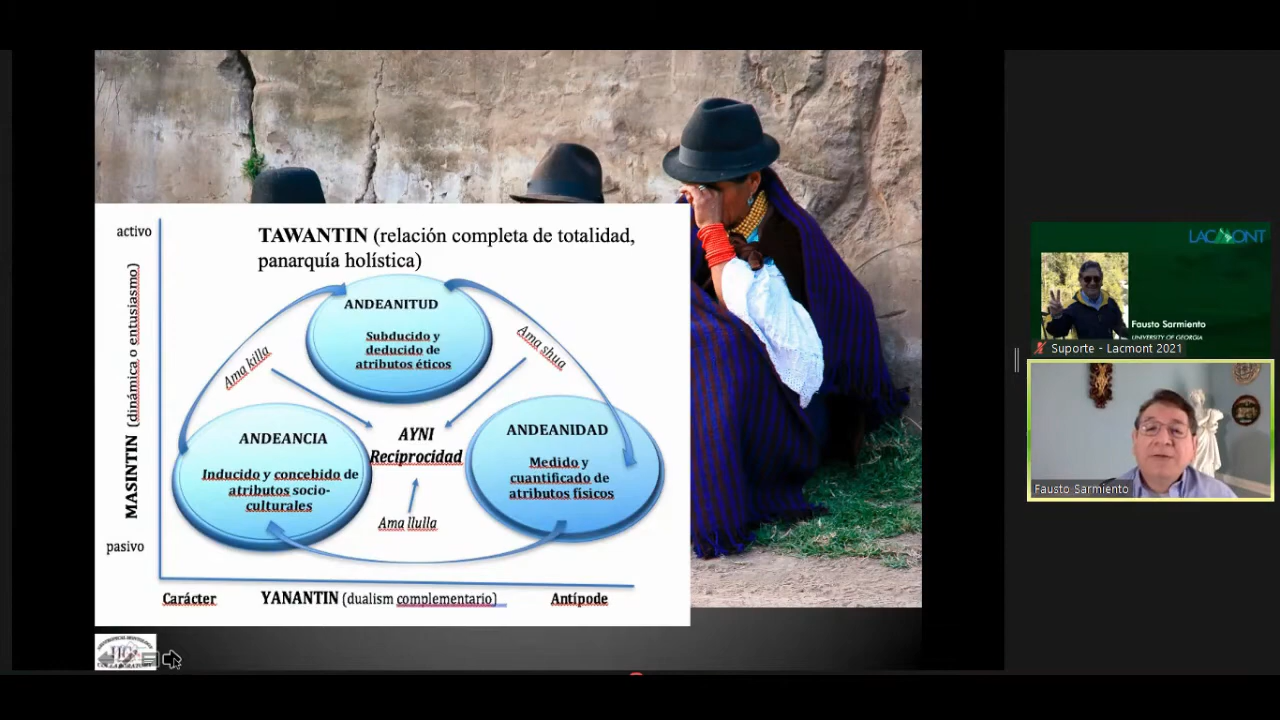 TAWANTIN (relación completa de totalidad,
panarquía holística)
activo
MASINTIN (dinámica o entusiasmo)
pasivo
ANDEANITUD
Subducido y
deducido de
atributos éticos
Ama killa
Ama shua
ANDEANCIA
Inducido y concebido de
atributos socio-
culturales
AYNI
Reciprocidad
ANDEANIDAD
Medido y
cuantificado de
atributos físicos
Ama llulla
Carácter
YANANTIN (dualism complementario)
Antípode
LACMONT
Fausto Sarmiento
UNIVERSITY OF GEORGIA
Suporte - Lacmont 2021
Fausto Sarmiento